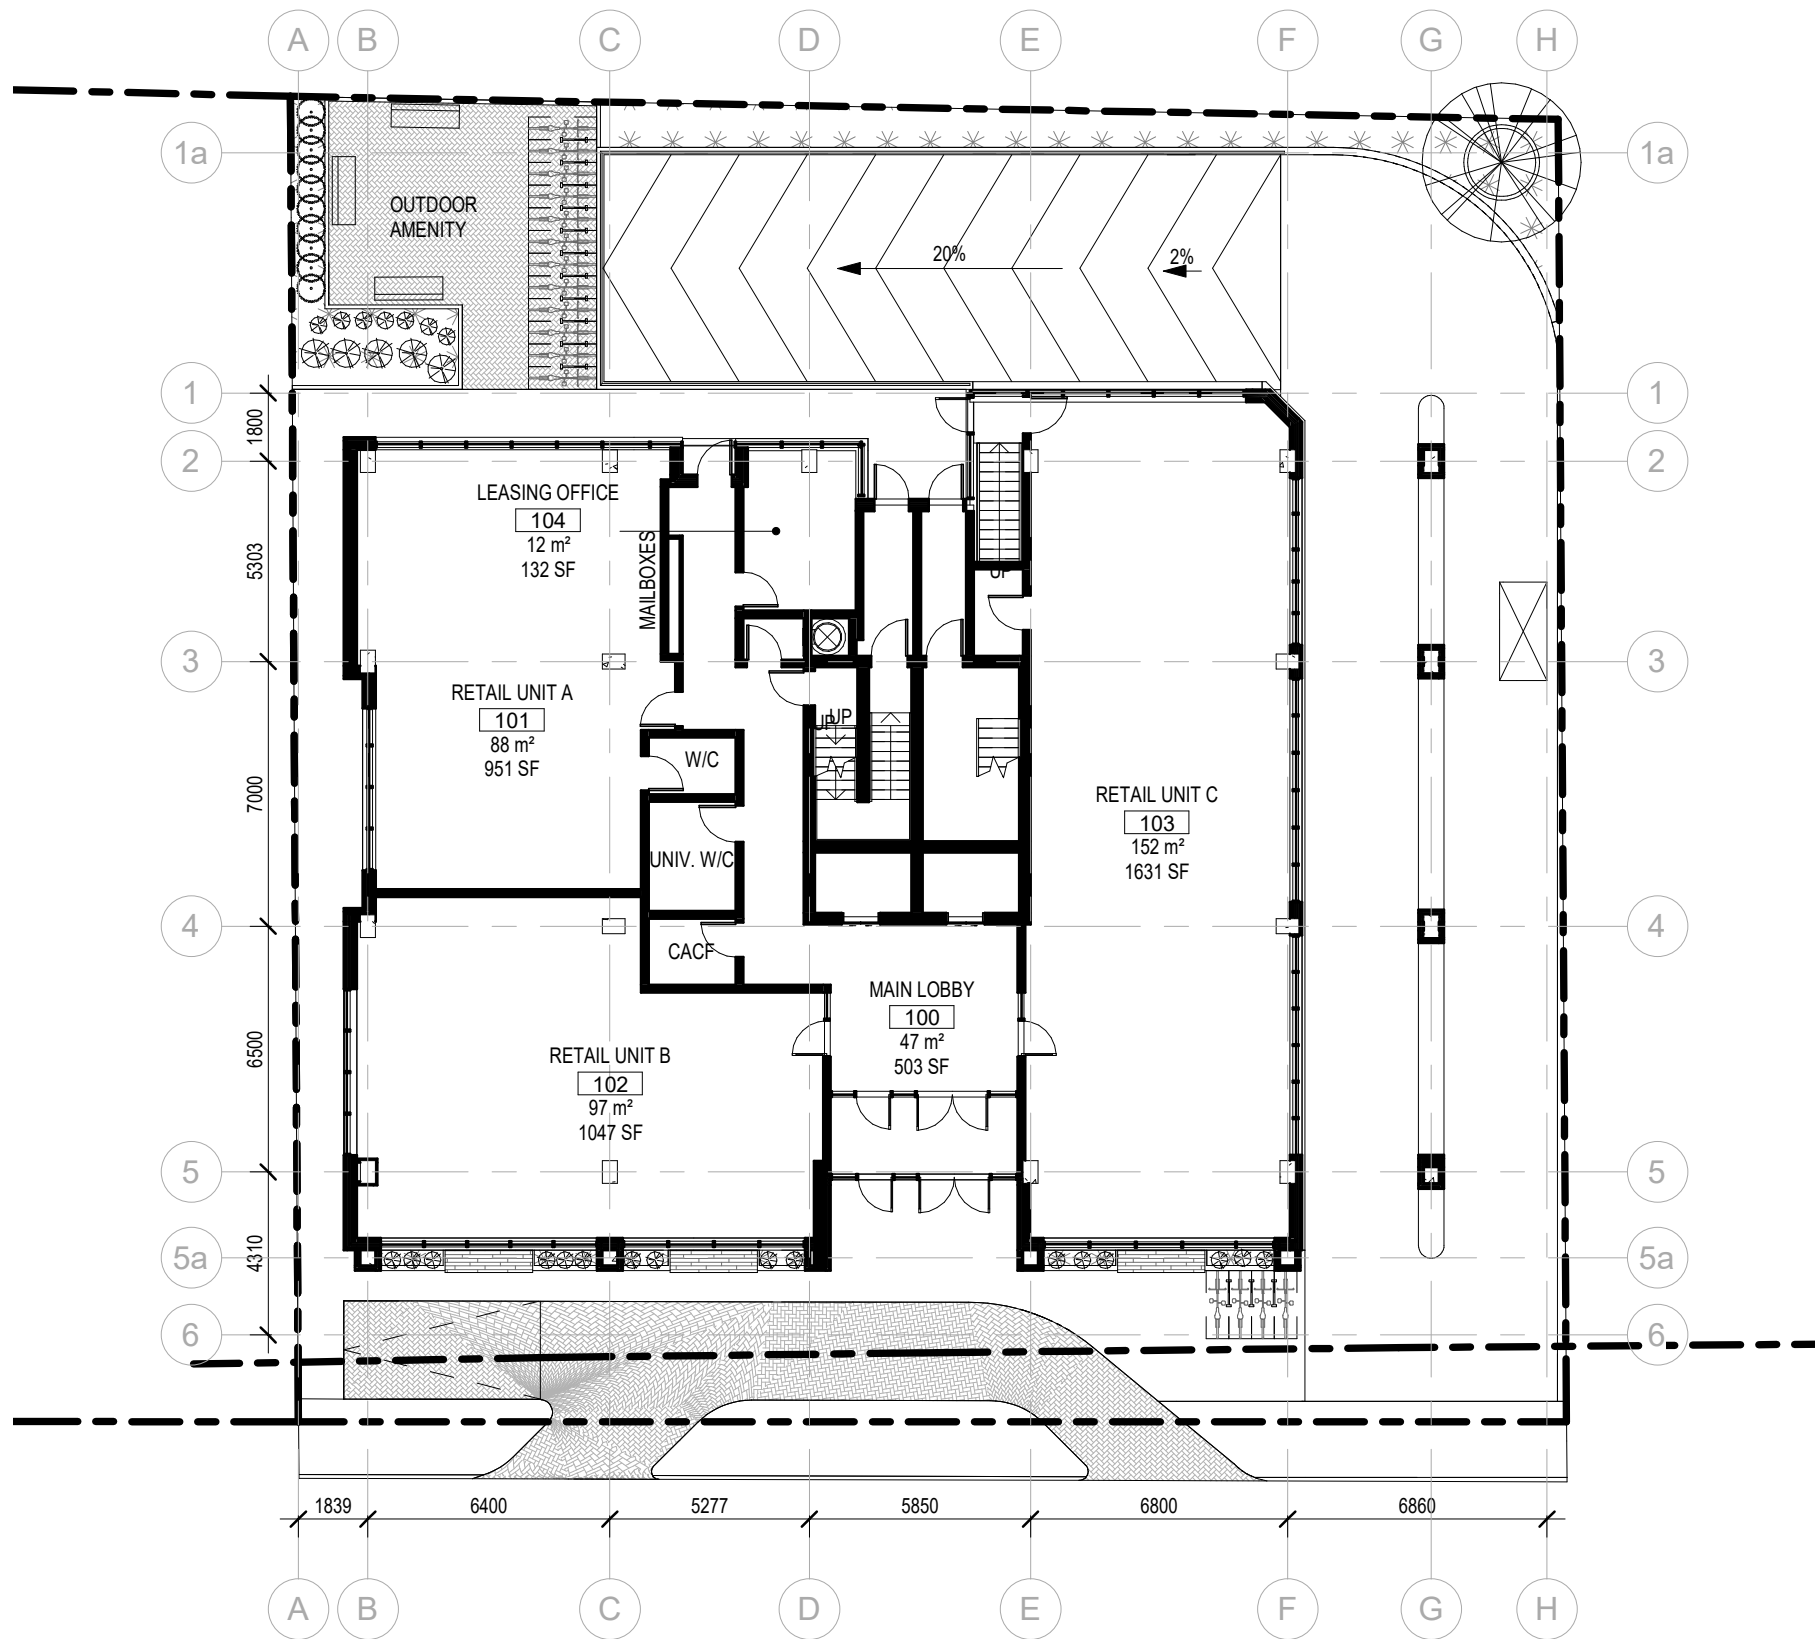 A B C D E F G H
1a 1a
OUTDOOR
AMENITY
20% 2%
1 1
1800
2 2
LEASING OFFICE
104
12 m²
132 SF
5303
MAILBOXES
UP
3 3
RETAIL UNIT A
101
88 m²
951 SF
UP UP
W/C
7000
RETAIL UNIT C
103
152 m²
1631 SF
UNIV. W/C
4 4
CACF
MAIN LOBBY
100
47 m²
503 SF
6500
RETAIL UNIT B
102
97 m²
1047 SF
5 5
4310
5a 5a
6 6
1839 6400 5277 5850 6800 6860
A B C D E F G H